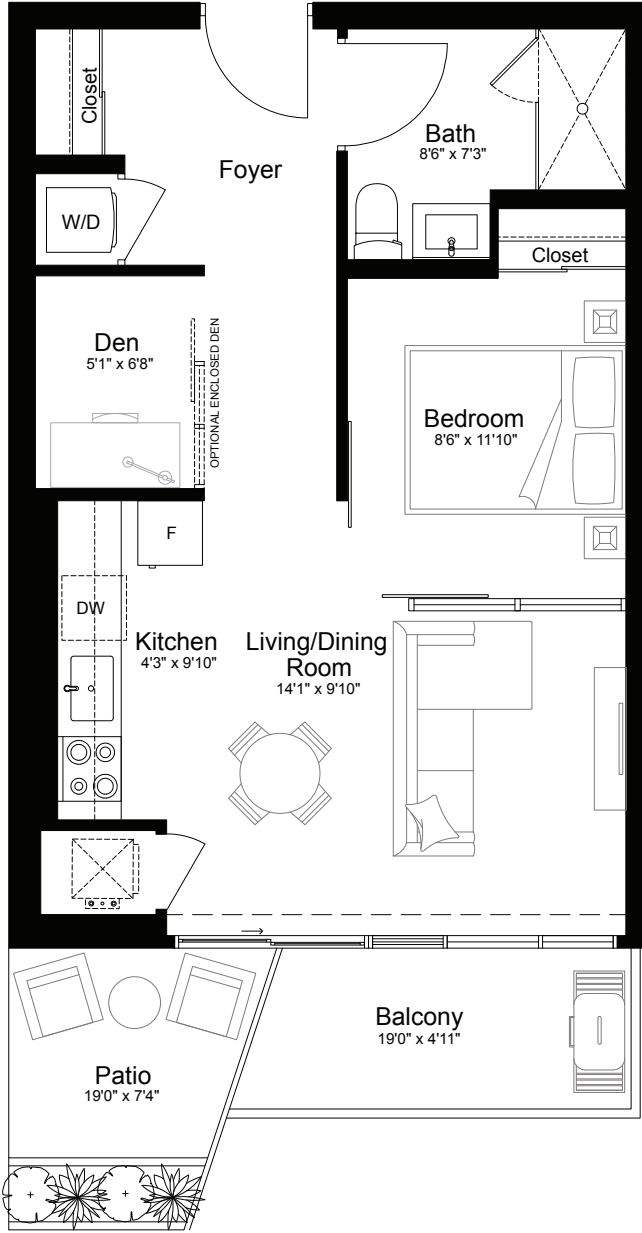 Closet
Bath
8'6" x 7'3"
Foyer
W/D
Closet
Den
5'1" x 6'8"
OPTIONAL ENCLOSED DEN
Bedroom
8'6" x 11'10"
F
DW
Kitchen
4'3" x 9'10"
Living/Dining
Room
14'1" x 9'10"
Balcony
19'0" x 4'11"
Patio
19'0" x 7'4"